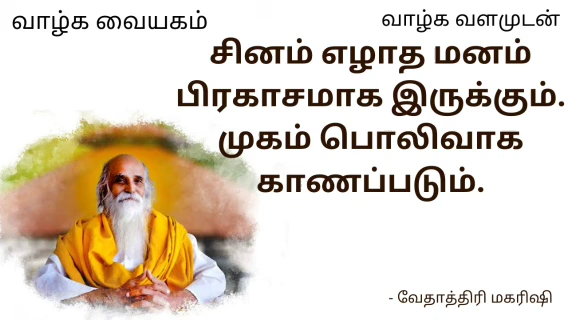 வாழ்க வையகம்
வாழ்க வளமுடன்
சினம் எழாத மனம்
பிரகாசமாக இருக்கும்.
முகம் பொலிவாக
காணப்படும்.
- வேதாத்திரி மகரிஷி